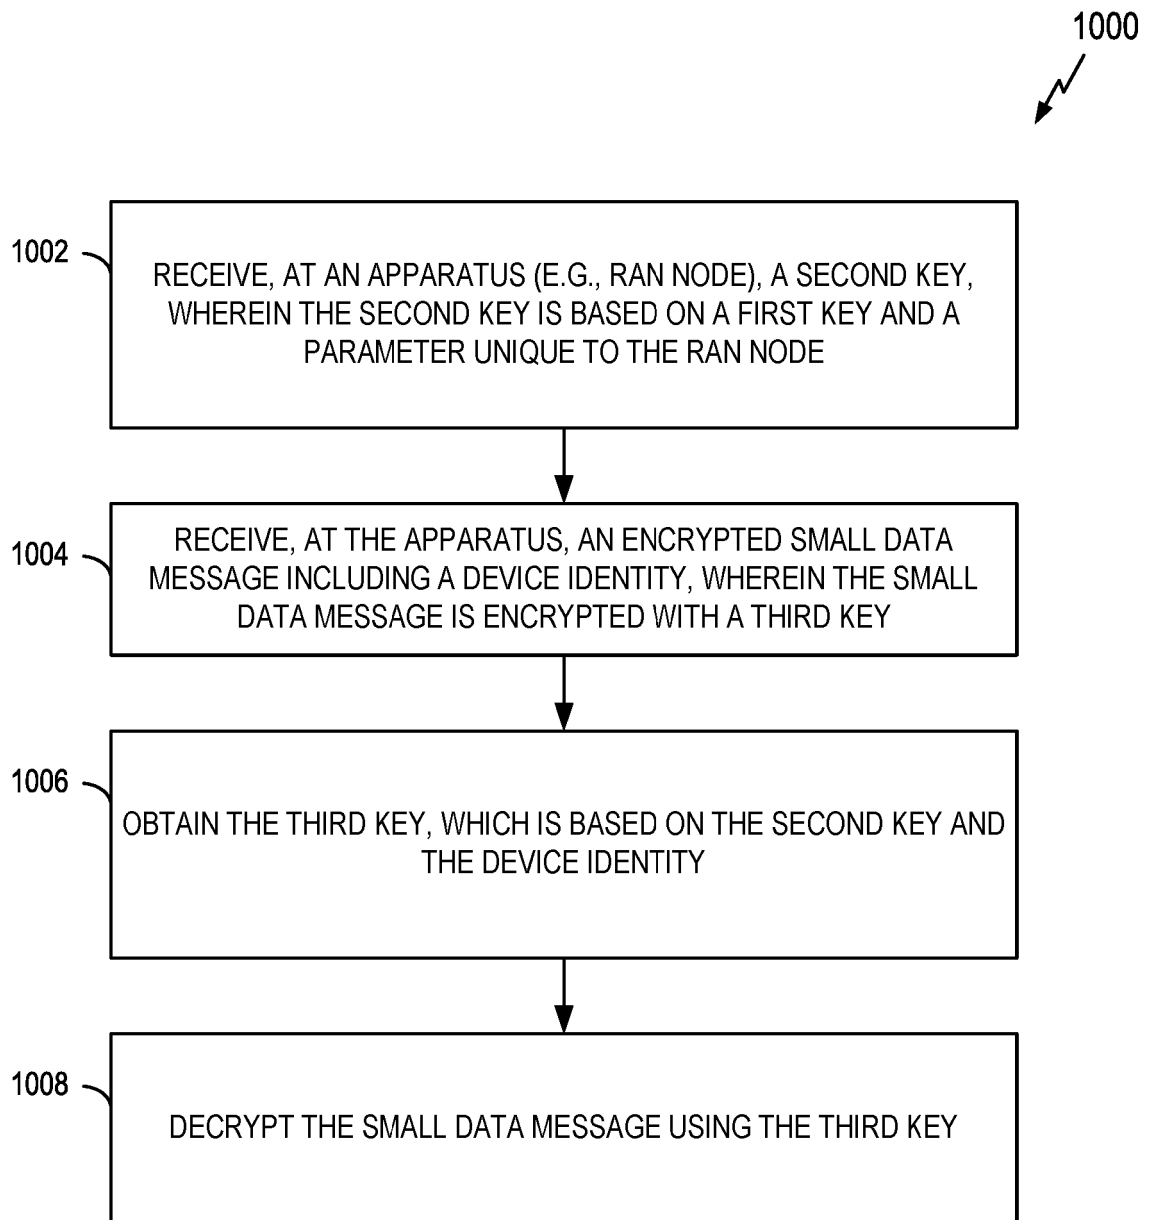 1000
1002
RECEIVE, AT AN APPARATUS (E.G., RAN NODE), A SECOND KEY,
WHEREIN THE SECOND KEY IS BASED ON A FIRST KEY AND A
PARAMETER UNIQUE TO THE RAN NODE
1004
RECEIVE, AT THE APPARATUS, AN ENCRYPTED SMALL DATA
MESSAGE INCLUDING A DEVICE IDENTITY, WHEREIN THE SMALL
DATA MESSAGE IS ENCRYPTED WITH A THIRD KEY
1006
OBTAIN THE THIRD KEY, WHICH IS BASED ON THE SECOND KEY AND
THE DEVICE IDENTITY
1008
DECRYPT THE SMALL DATA MESSAGE USING THE THIRD KEY